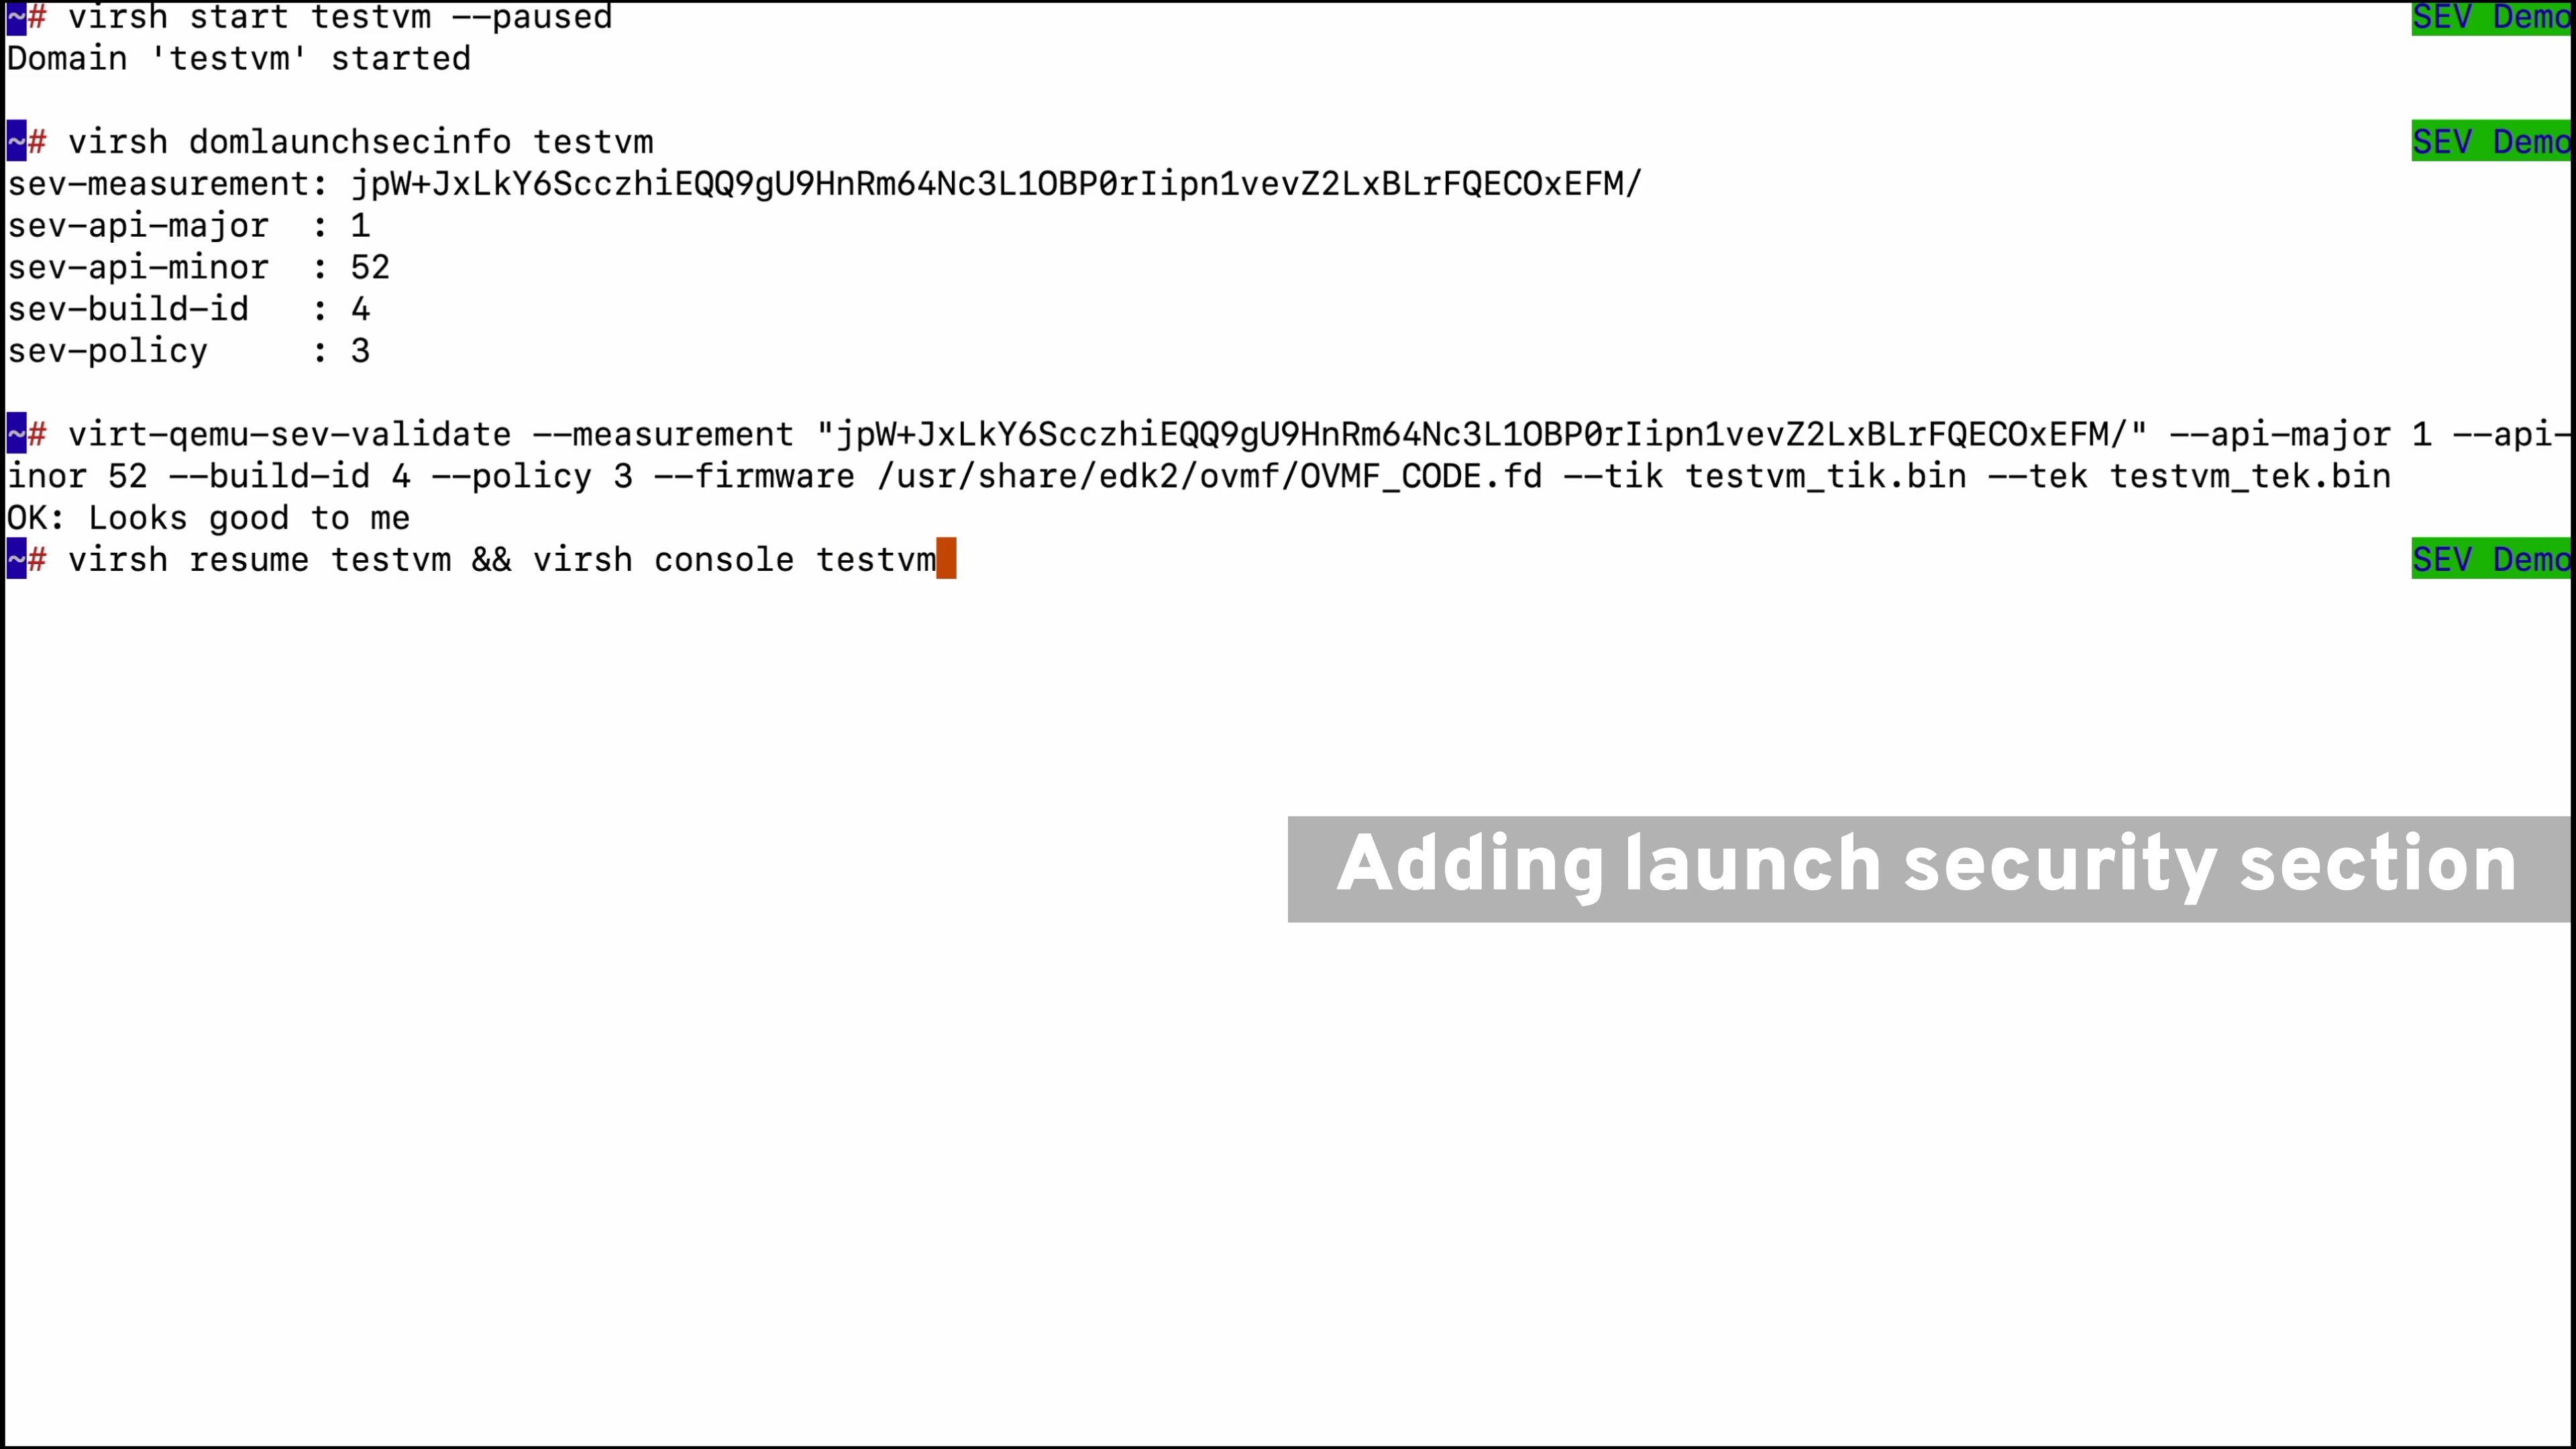 ~# virsh start testvm --paused SEV Demo
Domain 'testvm' started
~# virsh domlaunchsecinfo testvm SEV Demo
sev-measurement: jpW+JxLkY6ScczhiEQQ9gU9HnRm64Nc3L1OBP0rIipn1vevZ2LxBLrFQECOxEFM/
sev-api-major : 1
sev-api-minor : 52
sev-build-id : 4
sev-policy : 3
~# virt-qemu-sev-validate --measurement "jpW+JxLkY6ScczhiEQQ9gU9HnRm64Nc3L1OBP0rIipn1vevZ2LxBLrFQECOxEFM/" --api-major 1 --api-
inor 52 --build-id 4 --policy 3 --firmware /usr/share/edk2/ovmf/OVMF_CODE.fd --tik testvm_tik.bin --tek testvm_tek.bin
OK: Looks good to me
~# virsh resume testvm && virsh console testvm SEV Demo
Adding launch security section